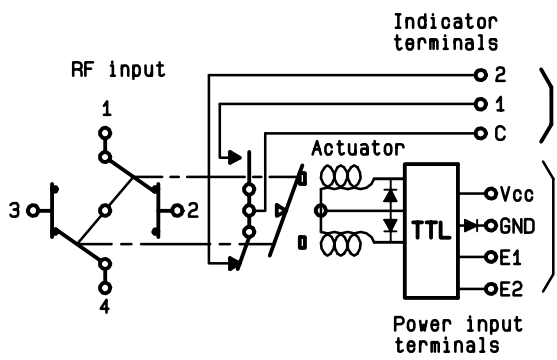 Indicator
terminals
RF input
2
1
1
C
Actuator
3
2
Vcc
TTL
GND
E1
4
E2
Power input
terminals